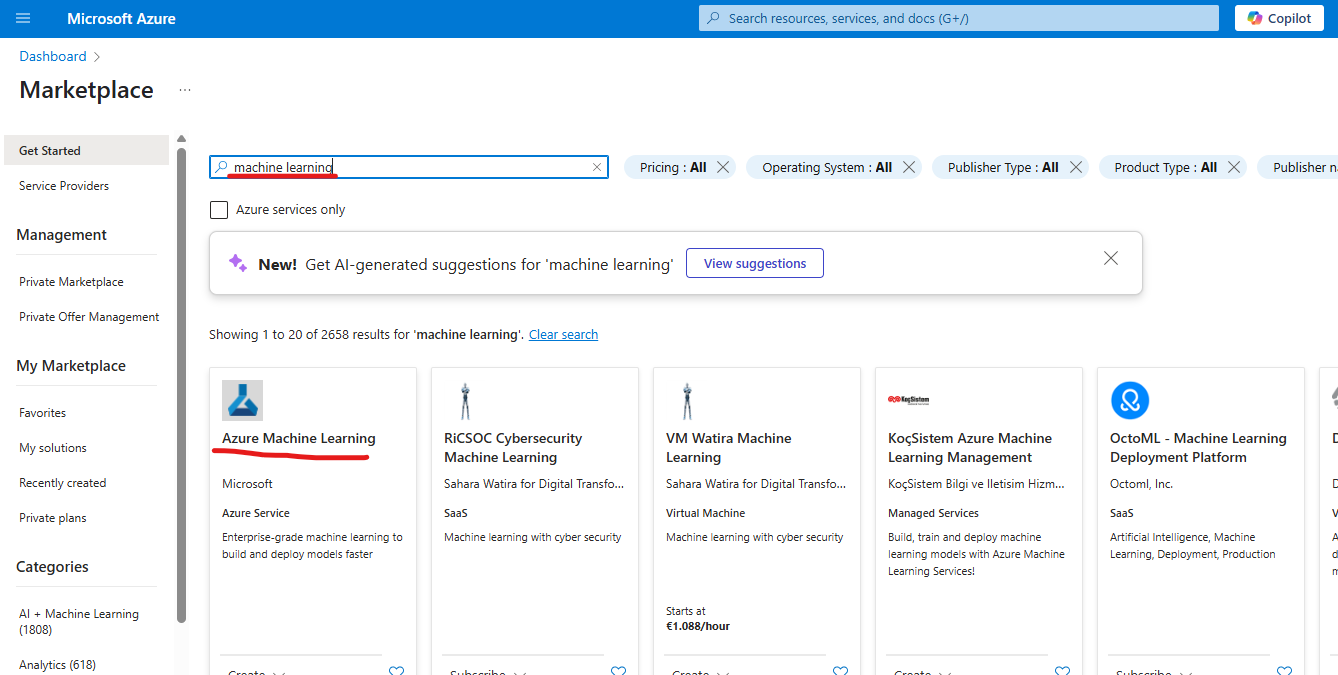 Microsoft Azure
Search resources, services, and docs (G+/)
Copilot
Dashboard
Marketplace
Get Started
Service Providers
Management
Private Marketplace
Private Offer Management
My Marketplace
Favorites
My solutions
Recently created
Private plans
Categories
AI + Machine Learning
(1808)
Analytics (618)
machine learning
Pricing : All
Operating System : All
Publisher Type : All
Product Type : All
Publisher
Azure services only
New! Get AI-generated suggestions for 'machine learning'
View suggestions
Showing 1 to 20 of 2658 results for 'machine learning'. Clear search
Azure Machine Learning
Microsoft
Azure Service
Enterprise-grade machine learning to
build and deploy models faster
Create
RiCSOC Cybersecurity
Machine Learning
Sahara Watira for Digital Transfo...
SaaS
Machine learning with cyber security
Subscribe
VM Watira Machine
Learning
Sahara Watira for Digital Transfo...
Virtual Machine
Machine learning with cyber security
Starts at
€1.088/hour
Create
KoçSistem
KoçSistem Azure Machine
Learning Management
KoçSistem Bilgi ve Iletisim Hizm...
Managed Services
Build, train and deploy machine
learning models with Azure Machine
Learning Services!
Create
OctoML - Machine Learning
Deployment Platform
Octoml, Inc.
SaaS
Artificial Intelligence, Machine
Learning, Deployment, Production
Subscribe